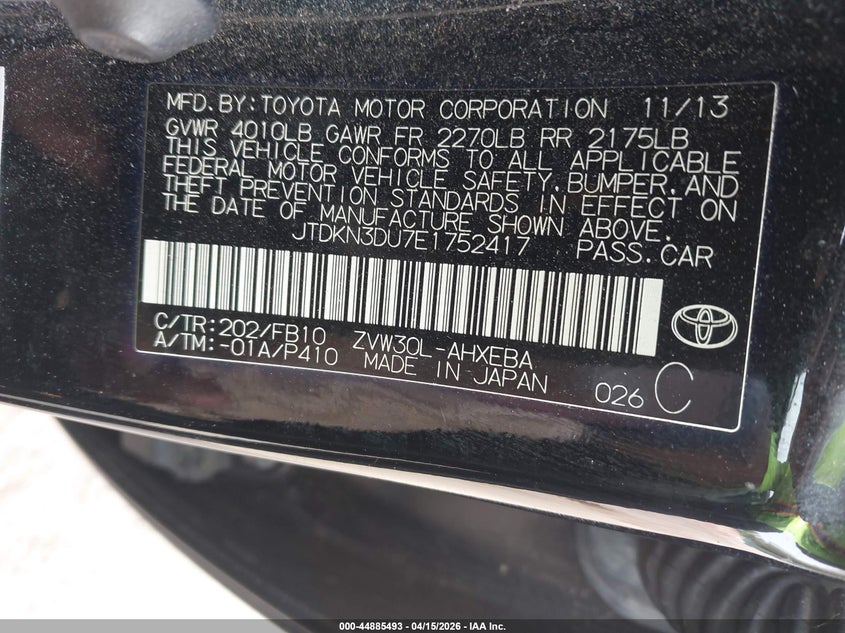 MFD.BY:TOYOTA MOTOR CORPORATION 11/13
GVWR 4010LB GAWR FR 2270LB RR 2175LB
THIS VEHICLE CONFORMS TO ALL APPLICABLE
FEDERAL MOTOR VEHICLE SAFETY,BUMPER,AND
THEFT PREVENTION STANDARDS IN EFFECT ON
THE DATE OF MANUFACTURE SHOWN ABOVE.
JTDKN3DU7E1752417 PASS.CAR
C/TR:202/FB10 ZVW30L-AHXEBA
A/TM:-01A/P410 MADE IN JAPAN 026 C
000-44885493 - 04/15/2026 - IAA Inc.